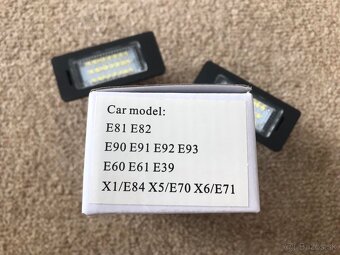 Car model:
E81 E82
E90 E91 E92 E93
E60 E61 E39
X1/E84 X5/E70 X6/E71